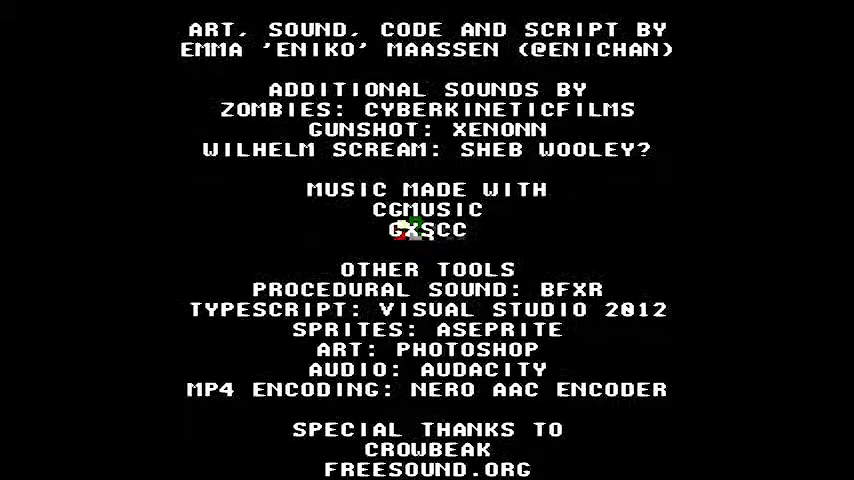 ART, SOUND, CODE AND SCRIPT BY
EMMA 'ENIKO' MAASSEN (@ENICHAN)
ADDITIONAL SOUNDS BY
ZOMBIES: CYBERKINETICFILMS
GUNSHOT: XENONN
WILHELM SCREAM: SHEB WOOLEY?
MUSIC MADE WITH
CGMUSIC
GXSCC
OTHER TOOLS
PROCEDURAL SOUND: BFXR
TYPESCRIPT: VISUAL STUDIO 2012
SPRITES: ASEPRITE
ART: PHOTOSHOP
AUDIO: AUDACITY
MP4 ENCODING: NERO AAC ENCODER
SPECIAL THANKS TO
CROWBEAK
FREESOUND.ORG